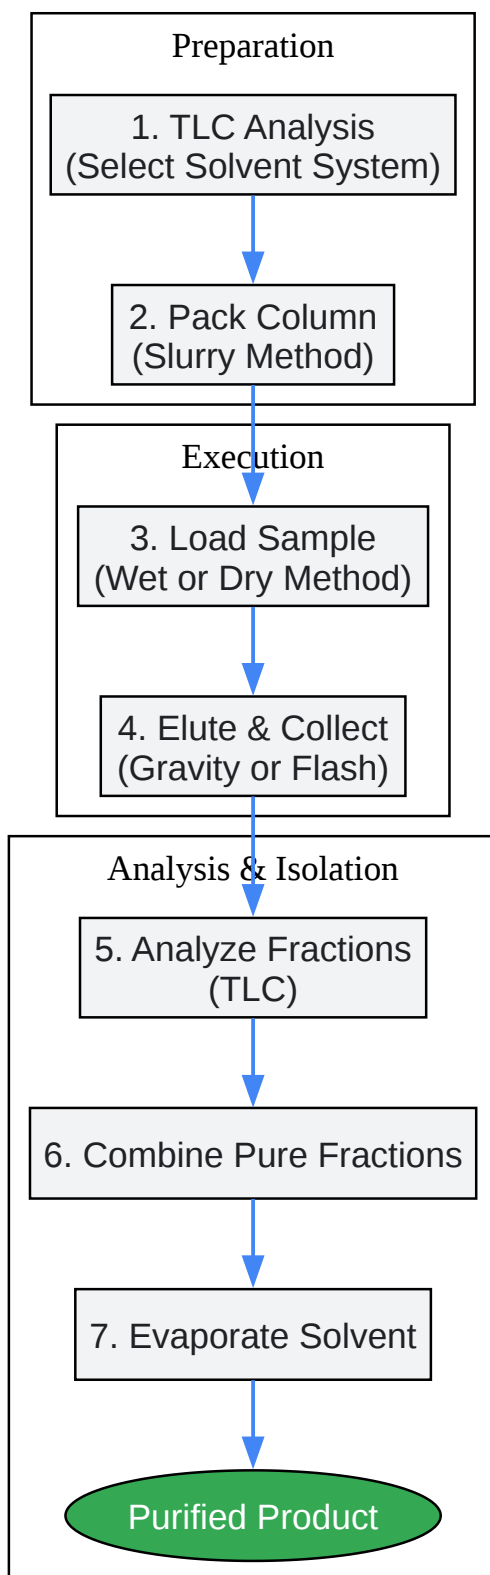 Preparation
1. TLC Analysis
(Select Solvent System)
2. Pack Column
(Slurry Method)
Execution
3. Load Sample
(Wet or Dry Method)
4. Elute & Collect
(Gravity or Flash)
Analysis & Isolation
5. Analyze Fractions
(TLC)
6. Combine Pure Fractions
7. Evaporate Solvent
Purified Product